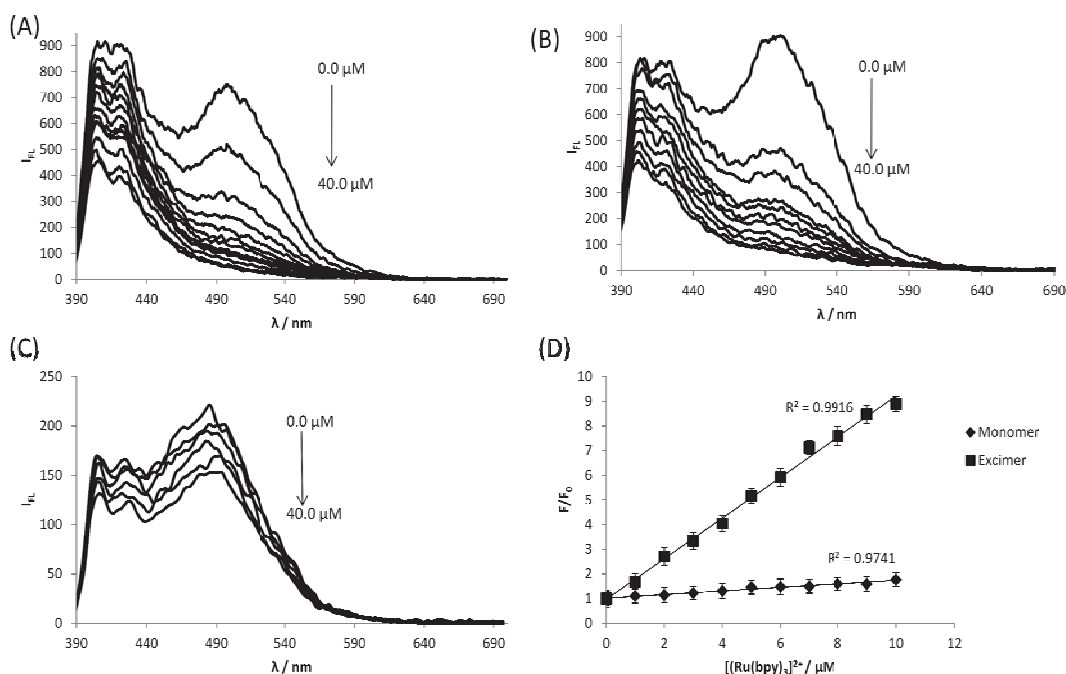 (A)
900
800
700
600
500
400
300
200
100
0
I_FL
390 440 490 540 590 640 690
λ / nm
0.0 µM
40.0 µM
(B)
900
800
700
600
500
400
300
200
100
0
I_FL
390 440 490 540 590 640 690
λ / nm
0.0 µM
40.0 µM
(C)
250
200
150
100
50
0
I_FL
390 440 490 540 590 640 690
λ / nm
0.0 µM
40.0 µM
(D)
10
9
8
7
6
5
4
3
2
1
0
F/F₀
0 2 4 6 8 10 12
[(Ru(bpy)₃]²⁺/ µM
R² = 0.9916
R² = 0.9741
Monomer
Excimer